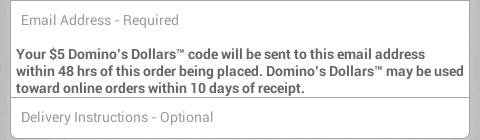 Email Address - Required
Your $5 Domino's Dollars™ code will be sent to this email address
within 48 hrs of this order being placed. Domino's Dollars™ may be used
toward online orders within 10 days of receipt.
Delivery Instructions - Optional